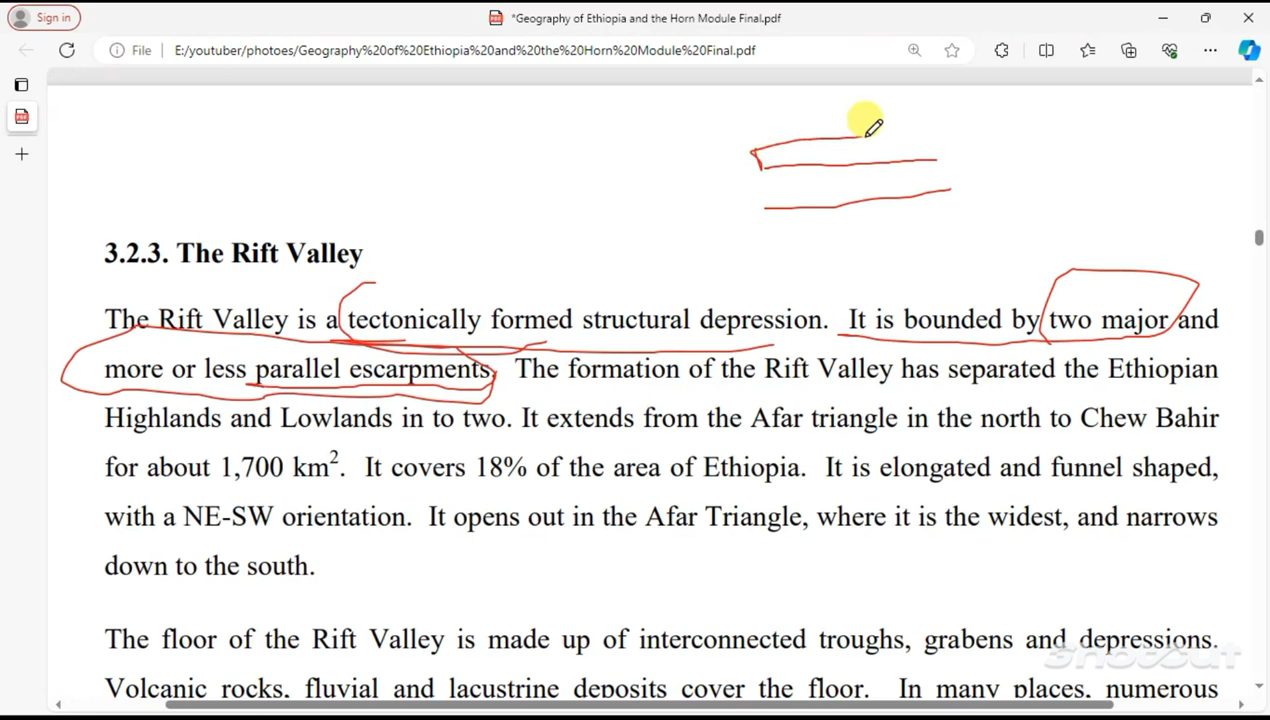 Sign in
*Geography of Ethiopia and the Horn Module Final.pdf
File E:/youtuber/photoes/Geography%20of%20Ethiopia%20and%20the%20Horn%20Module%20Final.pdf
3.2.3. The Rift Valley
The Rift Valley is a tectonically formed structural depression. It is bounded by two major and
more or less parallel escarpments. The formation of the Rift Valley has separated the Ethiopian
Highlands and Lowlands in to two. It extends from the Afar triangle in the north to Chew Bahir
for about 1,700 km2. It covers 18% of the area of Ethiopia. It is elongated and funnel shaped,
with a NE-SW orientation. It opens out in the Afar Triangle, where it is the widest, and narrows
down to the south.
The floor of the Rift Valley is made up of interconnected troughs, grabens and depressions.
Volcanic rocks, fluvial and lacustrine deposits cover the floor. In many places, numerous